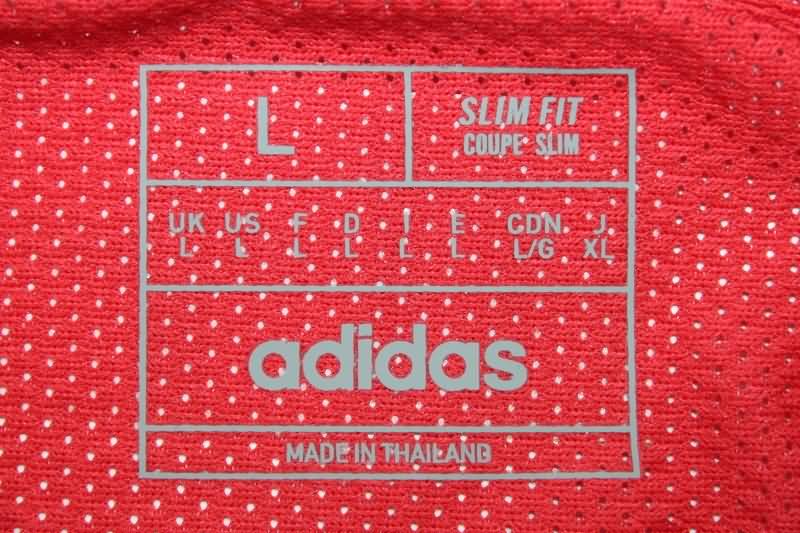 L
SLIM FIT
COUPE SLIM
UK US F D I E CDN J
L L L L L L L/G XL
adidas
MADE IN THAILAND